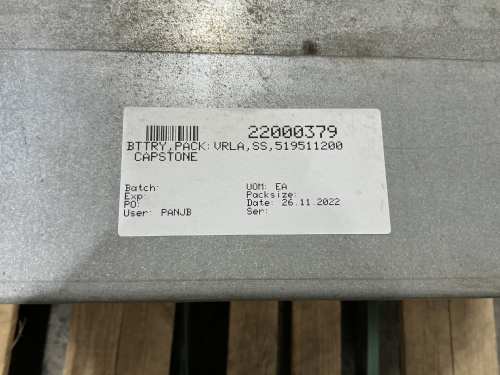 22000379
BTTRY,PACK:VRLA,SS,519511200
CAPSTONE
Batch:
UOM: EA
Exp:
Packsize:
PO:
Date: 26.11.2022
User: PANJB
Ser: